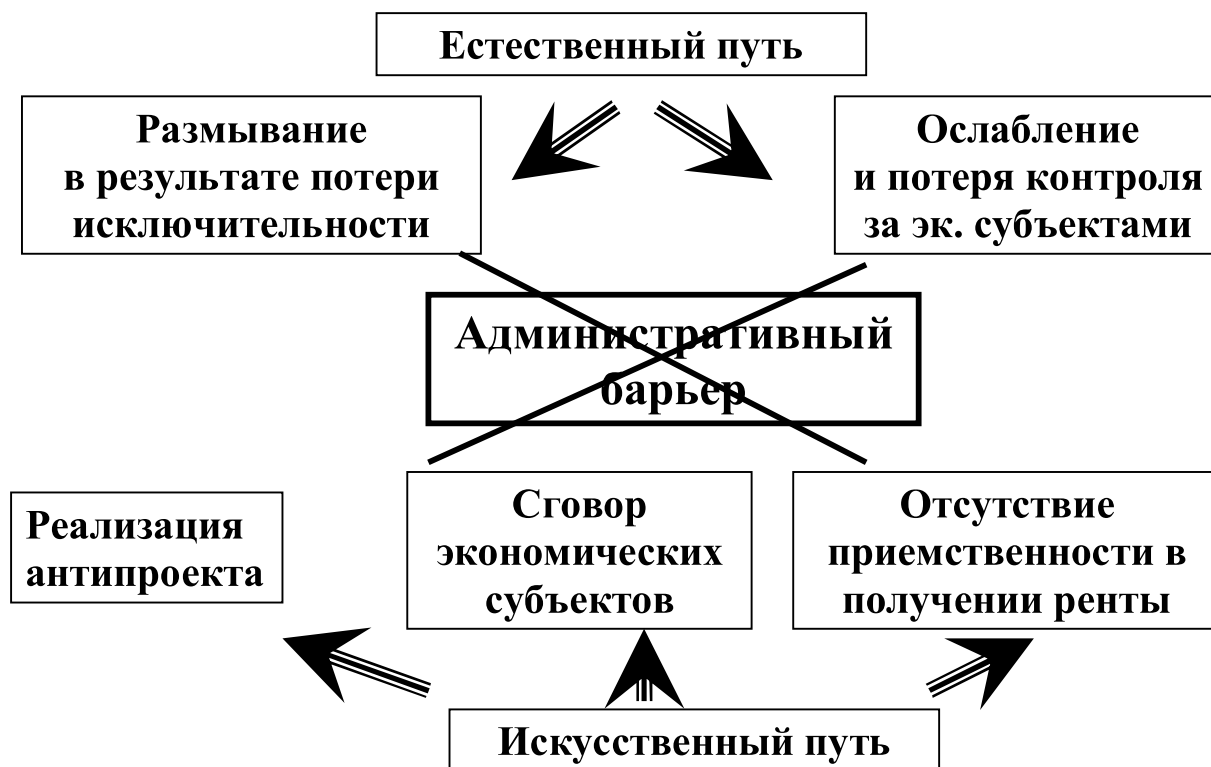 Естественный путь
Размывание
в результате потери
исключительности
Ослабление
и потеря контроля
за эк. субъектами
Административный
барьер
Реализация
антипроекта
Сговор
экономических
субъектов
Отсутствие
приемственности в
получении ренты
Искусственный путь